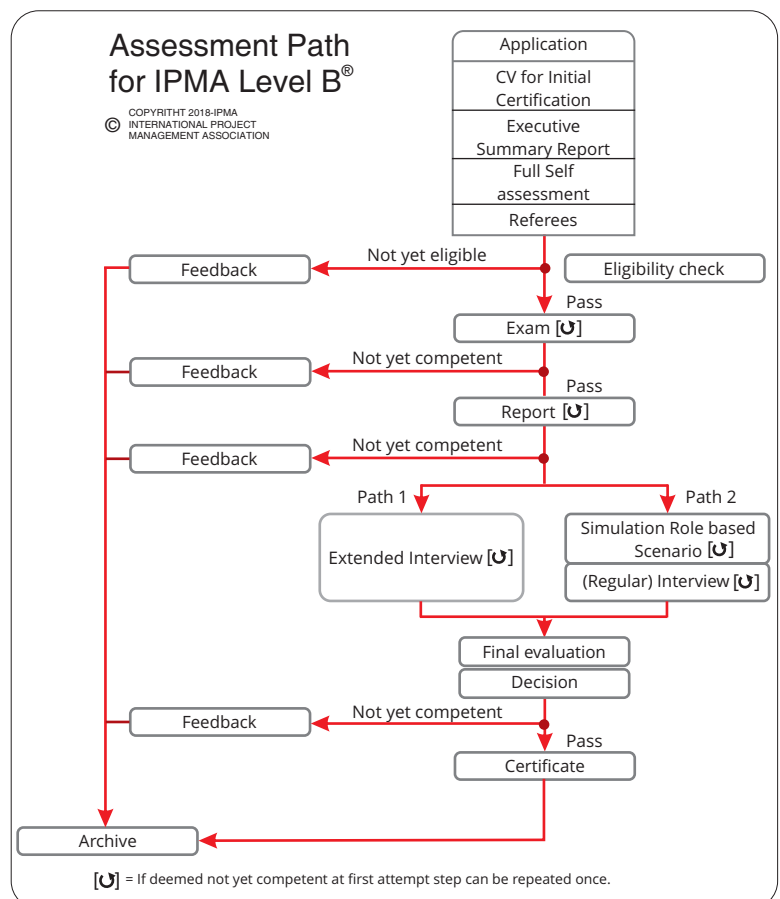 Assessment Path
for IPMA Level B®
© COPYRITHT 2018-IPMA
INTERNATIONAL PROJECT
MANAGEMENT ASSOCIATION
Application
CV for Initial
Certification
Executive
Summary Report
Full Self
assessment
Referees
Not yet eligible
Feedback
Eligibility check
Pass
Exam [↺]
Not yet competent
Feedback
Pass
Report [↺]
Not yet competent
Feedback
Path 1
Path 2
Extended Interview [↺]
Simulation Role based
Scenario [↺]
(Regular) Interview [↺]
Final evaluation
Decision
Not yet competent
Feedback
Pass
Certificate
Archive
[↺] = If deemed not yet competent at first attempt step can be repeated once.